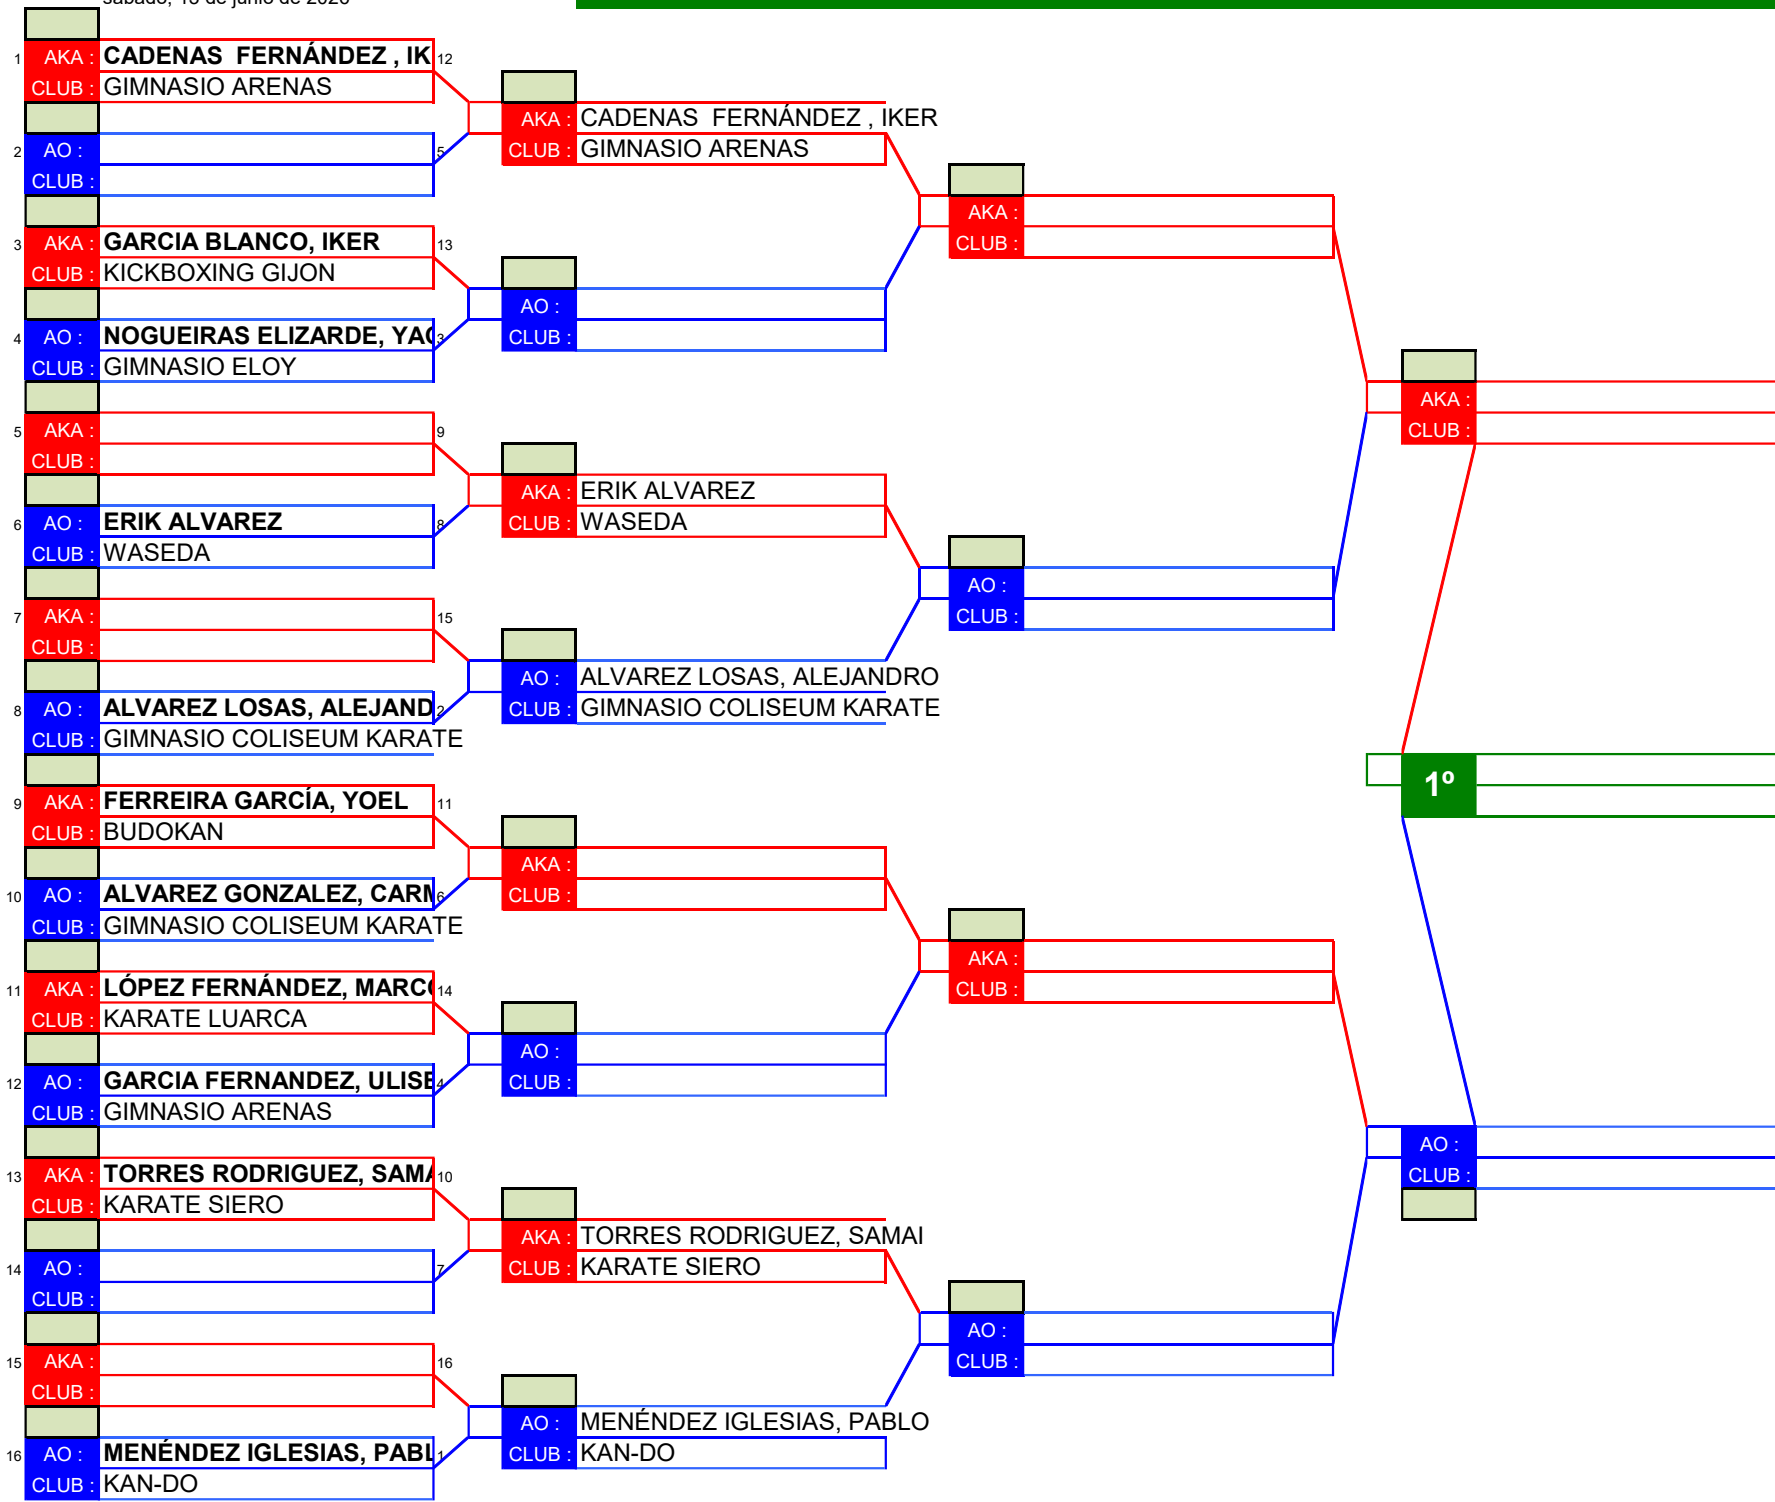 1 AKA : CADENAS  FERNÁNDEZ , IK 12
CLUB : GIMNASIO ARENAS
2 AO : 5
CLUB :
3 AKA : GARCIA BLANCO, IKER 13
CLUB : KICKBOXING GIJON
4 AO : NOGUEIRAS ELIZARDE, 3
CLUB : GIMNASIO ELOY
5 AKA : 9
CLUB :
6 AO : ERIK ALVAREZ 8
CLUB : WASEDA
7 AKA : 15
CLUB :
8 AO : ALVAREZ LOSAS, ALEJAND 2
CLUB : GIMNASIO COLISEUM KARATE
9 AKA : FERREIRA GARCÍA, YOEL 11
CLUB : BUDOKAN
10 AO : ALVAREZ GONZALEZ, CARM 6
CLUB : GIMNASIO COLISEUM KARATE
11 AKA : LÓPEZ FERNÁNDEZ, MARCO 14
CLUB : KARATE LUARCA
12 AO : GARCIA FERNANDEZ, ULISE 4
CLUB : GIMNASIO ARENAS
13 AKA : TORRES RODRIGUEZ, SAMA 10
CLUB : KARATE SIERO
14 AO : 7
CLUB :
15 AKA : 16
CLUB :
16 AO : MENÉNDEZ IGLESIAS, PABL 1
CLUB : KAN-DO
AKA : CADENAS  FERNÁNDEZ , IKER
CLUB : GIMNASIO ARENAS
AO :
CLUB :
AKA : ERIK ALVAREZ
CLUB : WASEDA
AO : ALVAREZ LOSAS, ALEJANDRO
CLUB : GIMNASIO COLISEUM KARATE
AKA :
CLUB :
AO :
CLUB :
AKA : TORRES RODRIGUEZ, SAMAI
CLUB : KARATE SIERO
AO : MENÉNDEZ IGLESIAS, PABLO
CLUB : KAN-DO
AKA :
CLUB :
AO :
CLUB :
AKA :
CLUB :
AO :
CLUB :
AKA :
CLUB :
1º
AO :
CLUB :